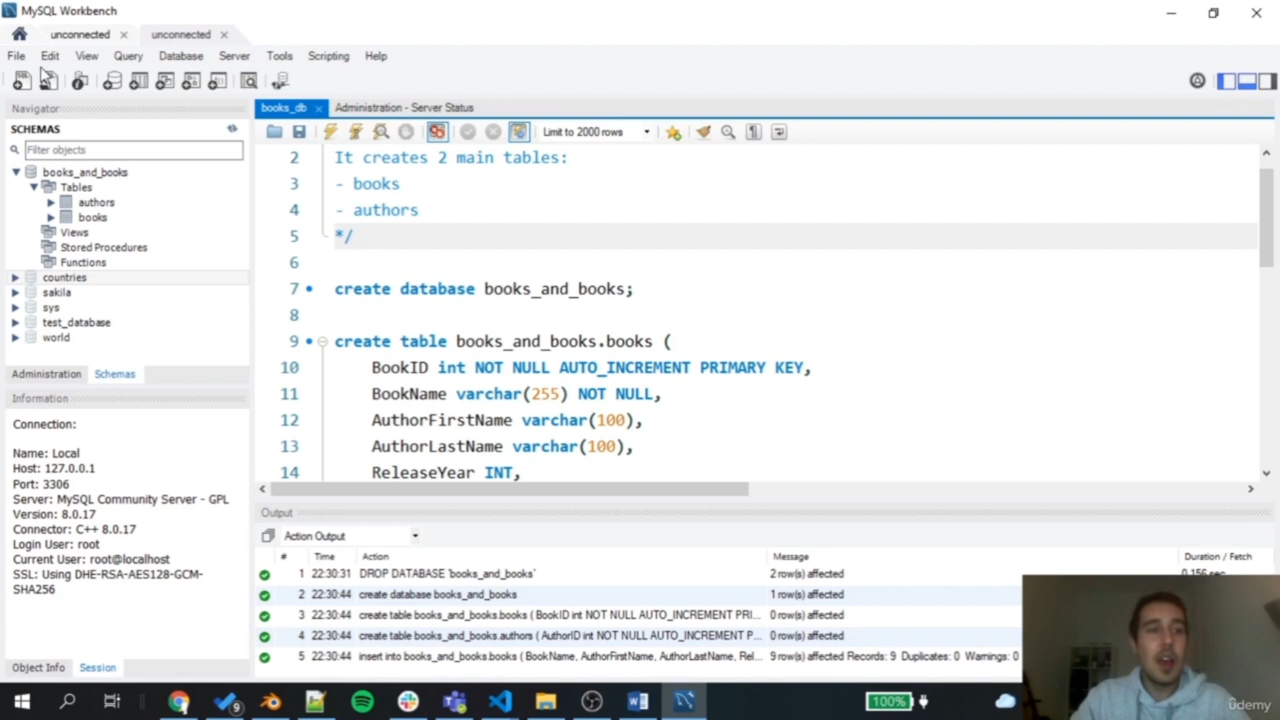 MySQL Workbench
unconnected
unconnected
File Edit View Query Database Server Tools Scripting Help
Navigator
SCHEMAS
Filter objects
books_and_books
Tables
authors
books
Views
Stored Procedures
Functions
countries
sakila
sys
test_database
world
Administration Schemas
Information
Connection:
Name: Local
Host: 127.0.0.1
Port: 3306
Server: MySQL Community Server - GPL
Version: 8.0.17
Connector: C++ 8.0.17
Login User: root
Current User: root@localhost
SSL: Using DHE-RSA-AES128-GCM-
SHA256
Object Info Session
books_db Administration - Server Status
Limit to 2000 rows
2 It creates 2 main tables:
3 - books
4 - authors
5 */
6
7 create database books_and_books;
8
9 create table books_and_books.books (
10 BookID int NOT NULL AUTO_INCREMENT PRIMARY KEY,
11 BookName varchar(255) NOT NULL,
12 AuthorFirstName varchar(100),
13 AuthorLastName varchar(100),
14 ReleaseYear INT,
Output
Action Output
# Time Action Message Duration / Fetch
1 22:30:31 DROP DATABASE `books_and_books` 2 row(s) affected 0.156 sec
2 22:30:44 create database books_and_books 1 row(s) affected
3 22:30:44 create table books_and_books.books ( BookID int NOT NULL AUTO_INCREMENT PRI... 0 row(s) affected
4 22:30:44 create table books_and_books.authors ( AuthorID int NOT NULL AUTO_INCREMENT P... 0 row(s) affected
5 22:30:44 insert into books_and_books.books ( BookName, AuthorFirstName, AuthorLastName, Rel... 9 row(s) affected Records: 9 Duplicates: 0 Warnings: 0
9
100%
udemy